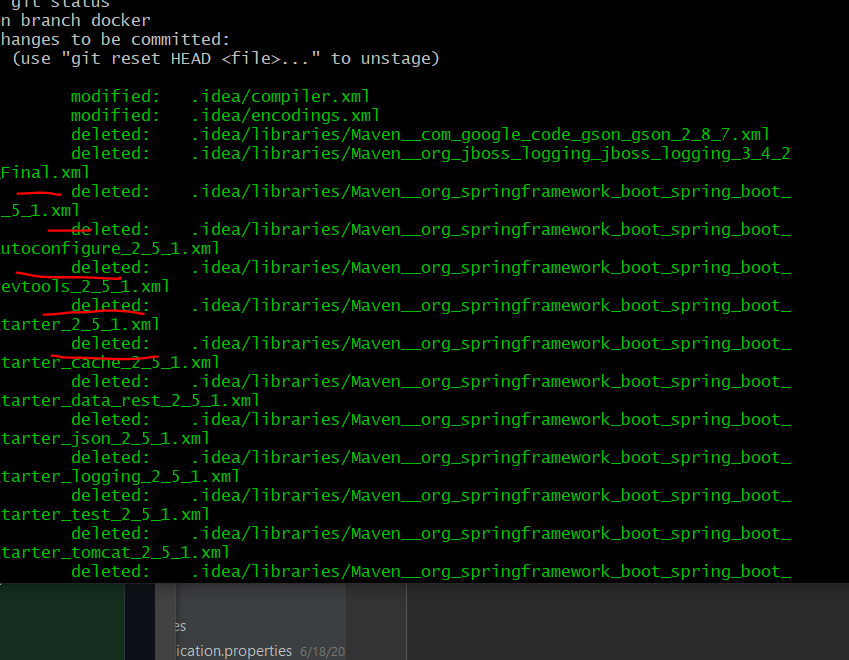 git status
n branch docker
hanges to be committed:
(use "git reset HEAD <file>..." to unstage)
modified: .idea/compiler.xml
modified: .idea/encodings.xml
deleted: .idea/libraries/Maven__com_google_code_gson_gson_2_8_7.xml
deleted: .idea/libraries/Maven__org_jboss_logging_jboss_logging_3_4_2
_Final.xml
deleted: .idea/libraries/Maven__org_springframework_boot_spring_boot_
_5_1.xml
deleted: .idea/libraries/Maven__org_springframework_boot_spring_boot_
utoconfigure_2_5_1.xml
deleted: .idea/libraries/Maven__org_springframework_boot_spring_boot_
evtools_2_5_1.xml
deleted: .idea/libraries/Maven__org_springframework_boot_spring_boot_
tarter_2_5_1.xml
deleted: .idea/libraries/Maven__org_springframework_boot_spring_boot_
tarter_cache_2_5_1.xml
deleted: .idea/libraries/Maven__org_springframework_boot_spring_boot_
tarter_data_rest_2_5_1.xml
deleted: .idea/libraries/Maven__org_springframework_boot_spring_boot_
tarter_json_2_5_1.xml
deleted: .idea/libraries/Maven__org_springframework_boot_spring_boot_
tarter_logging_2_5_1.xml
deleted: .idea/libraries/Maven__org_springframework_boot_spring_boot_
tarter_test_2_5_1.xml
deleted: .idea/libraries/Maven__org_springframework_boot_spring_boot_
tarter_tomcat_2_5_1.xml
deleted: .idea/libraries/Maven__org_springframework_boot_spring_boot_
es
ication.properties 6/18/20